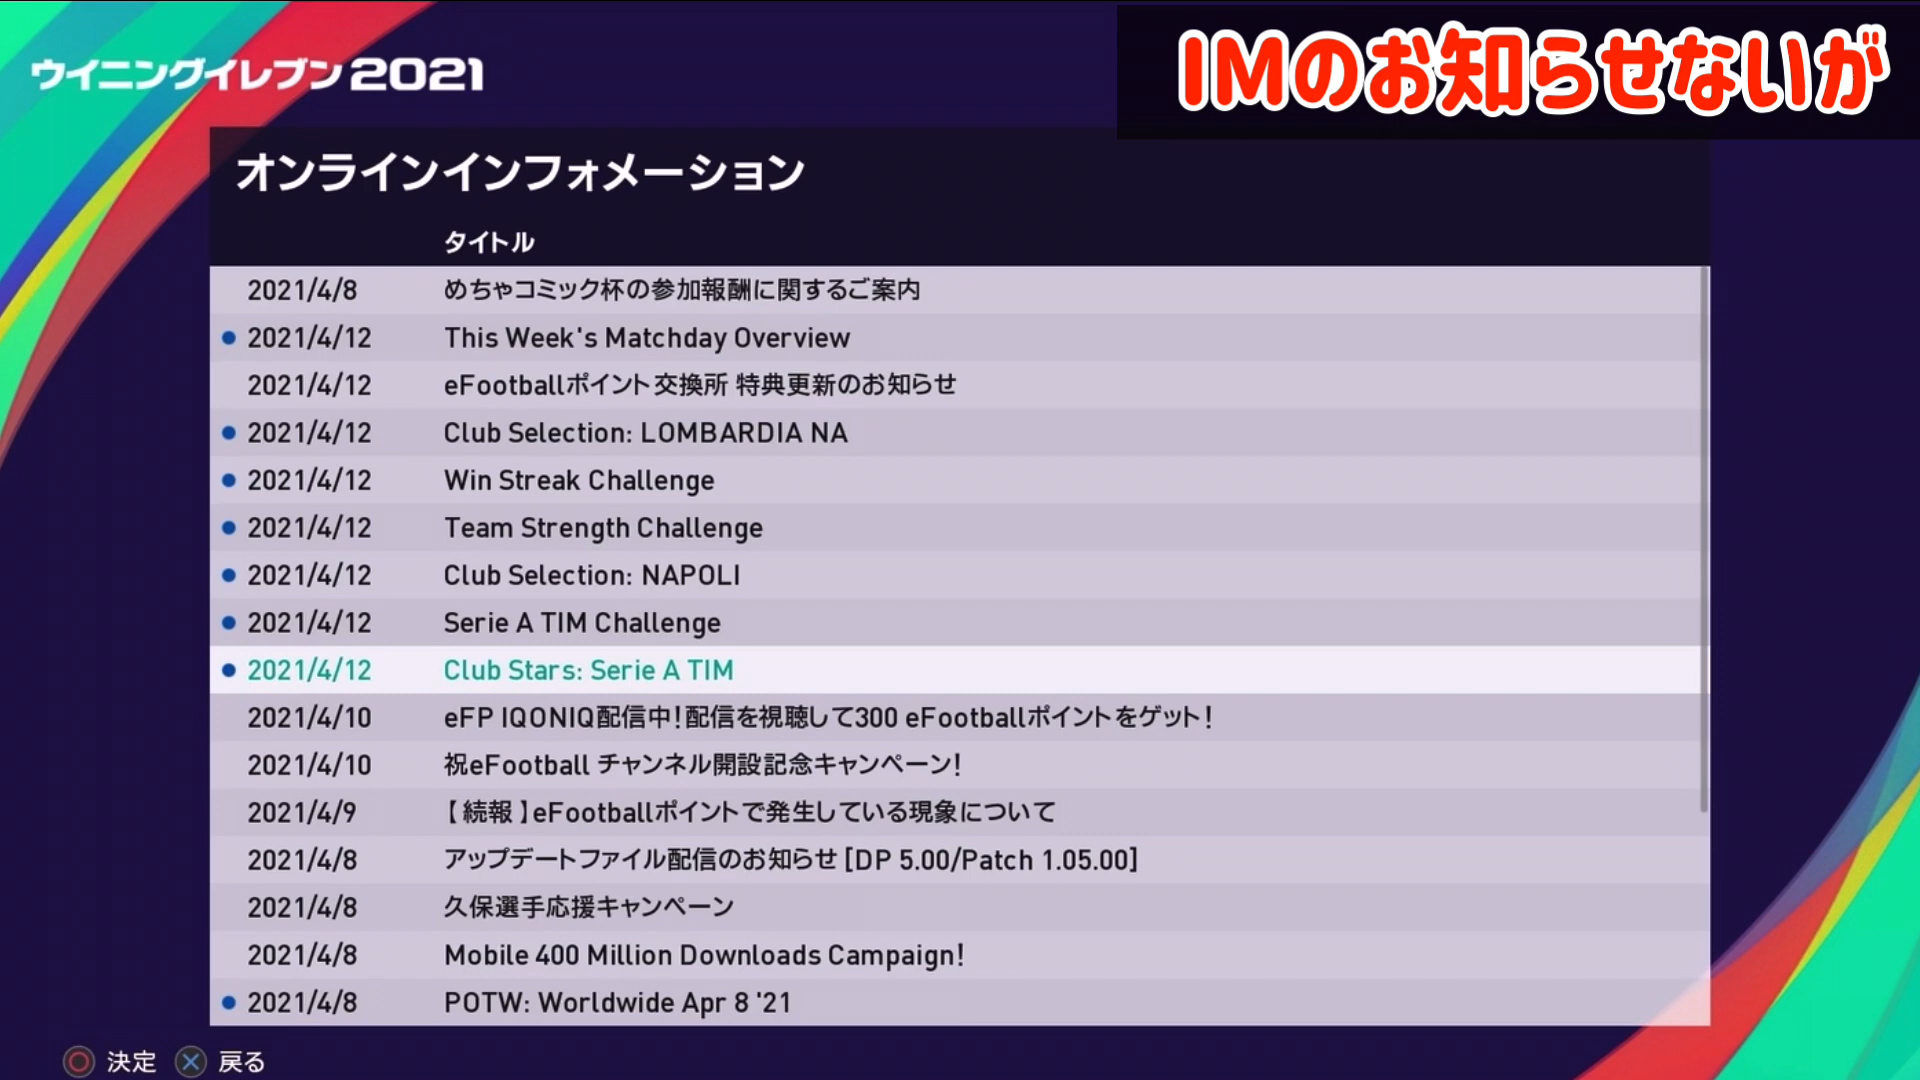 IMのお知らせないが
ウイニングイレブン2021
オンラインインフォメーション
タイトル
2021/4/8 めちゃコミック杯の参加報酬に関するご案内
2021/4/12 This Week's Matchday Overview
2021/4/12 eFootballポイント交換所 特典更新のお知らせ
2021/4/12 Club Selection: LOMBARDIA NA
2021/4/12 Win Streak Challenge
2021/4/12 Team Strength Challenge
2021/4/12 Club Selection: NAPOLI
2021/4/12 Serie A TIM Challenge
2021/4/12 Club Stars: Serie A TIM
2021/4/10 eFP IQONIQ配信中！配信を視聴して300 eFootballポイントをゲット！
2021/4/10 祝eFootball チャンネル開設記念キャンペーン！
2021/4/9 【続報】eFootballポイントで発生している現象について
2021/4/8 アップデートファイル配信のお知らせ [DP 5.00/Patch 1.05.00]
2021/4/8 久保選手応援キャンペーン
2021/4/8 Mobile 400 Million Downloads Campaign!
2021/4/8 POTW: Worldwide Apr 8 '21
決定 戻る